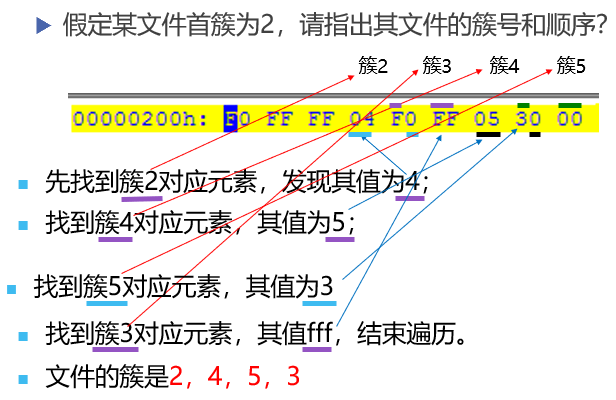 假定某文件首簇为2，请指出其文件的簇号和顺序?
簇2 簇3 簇4 簇5
00000200h: F0 FF FF 04 F0 FF 05 30 00
先找到簇2对应元素，发现其值为4；
找到簇4对应元素，其值为5；
找到簇5对应元素，其值为3
找到簇3对应元素，其值fff，结束遍历。
文件的簇是2，4，5，3